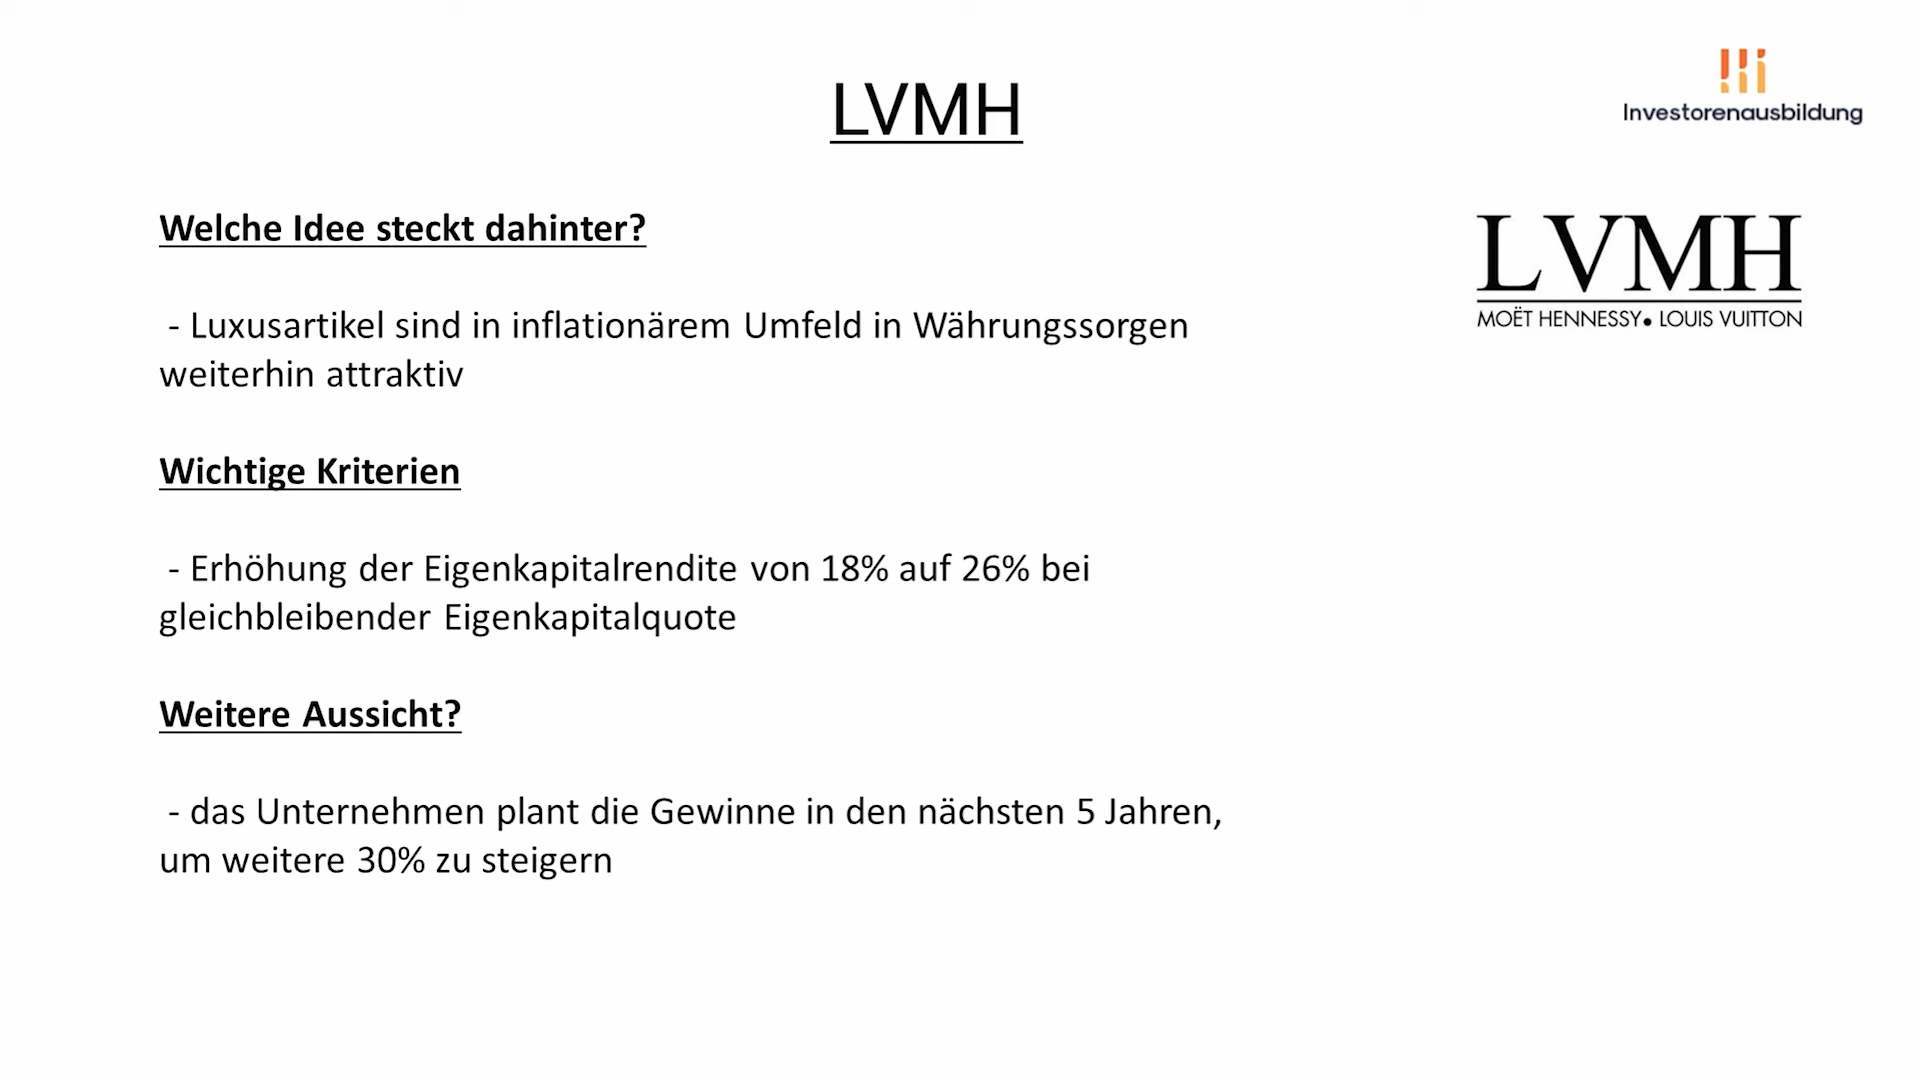 LVMH
Investorenausbildung
Welche Idee steckt dahinter?
LVMH
MOËT HENNESSY• LOUIS VUITTON
- Luxusartikel sind in inflationärem Umfeld in Währungssorgen
weiterhin attraktiv
Wichtige Kriterien
- Erhöhung der Eigenkapitalrendite von 18% auf 26% bei
gleichbleibender Eigenkapitalquote
Weitere Aussicht?
- das Unternehmen plant die Gewinne in den nächsten 5 Jahren,
um weitere 30% zu steigern